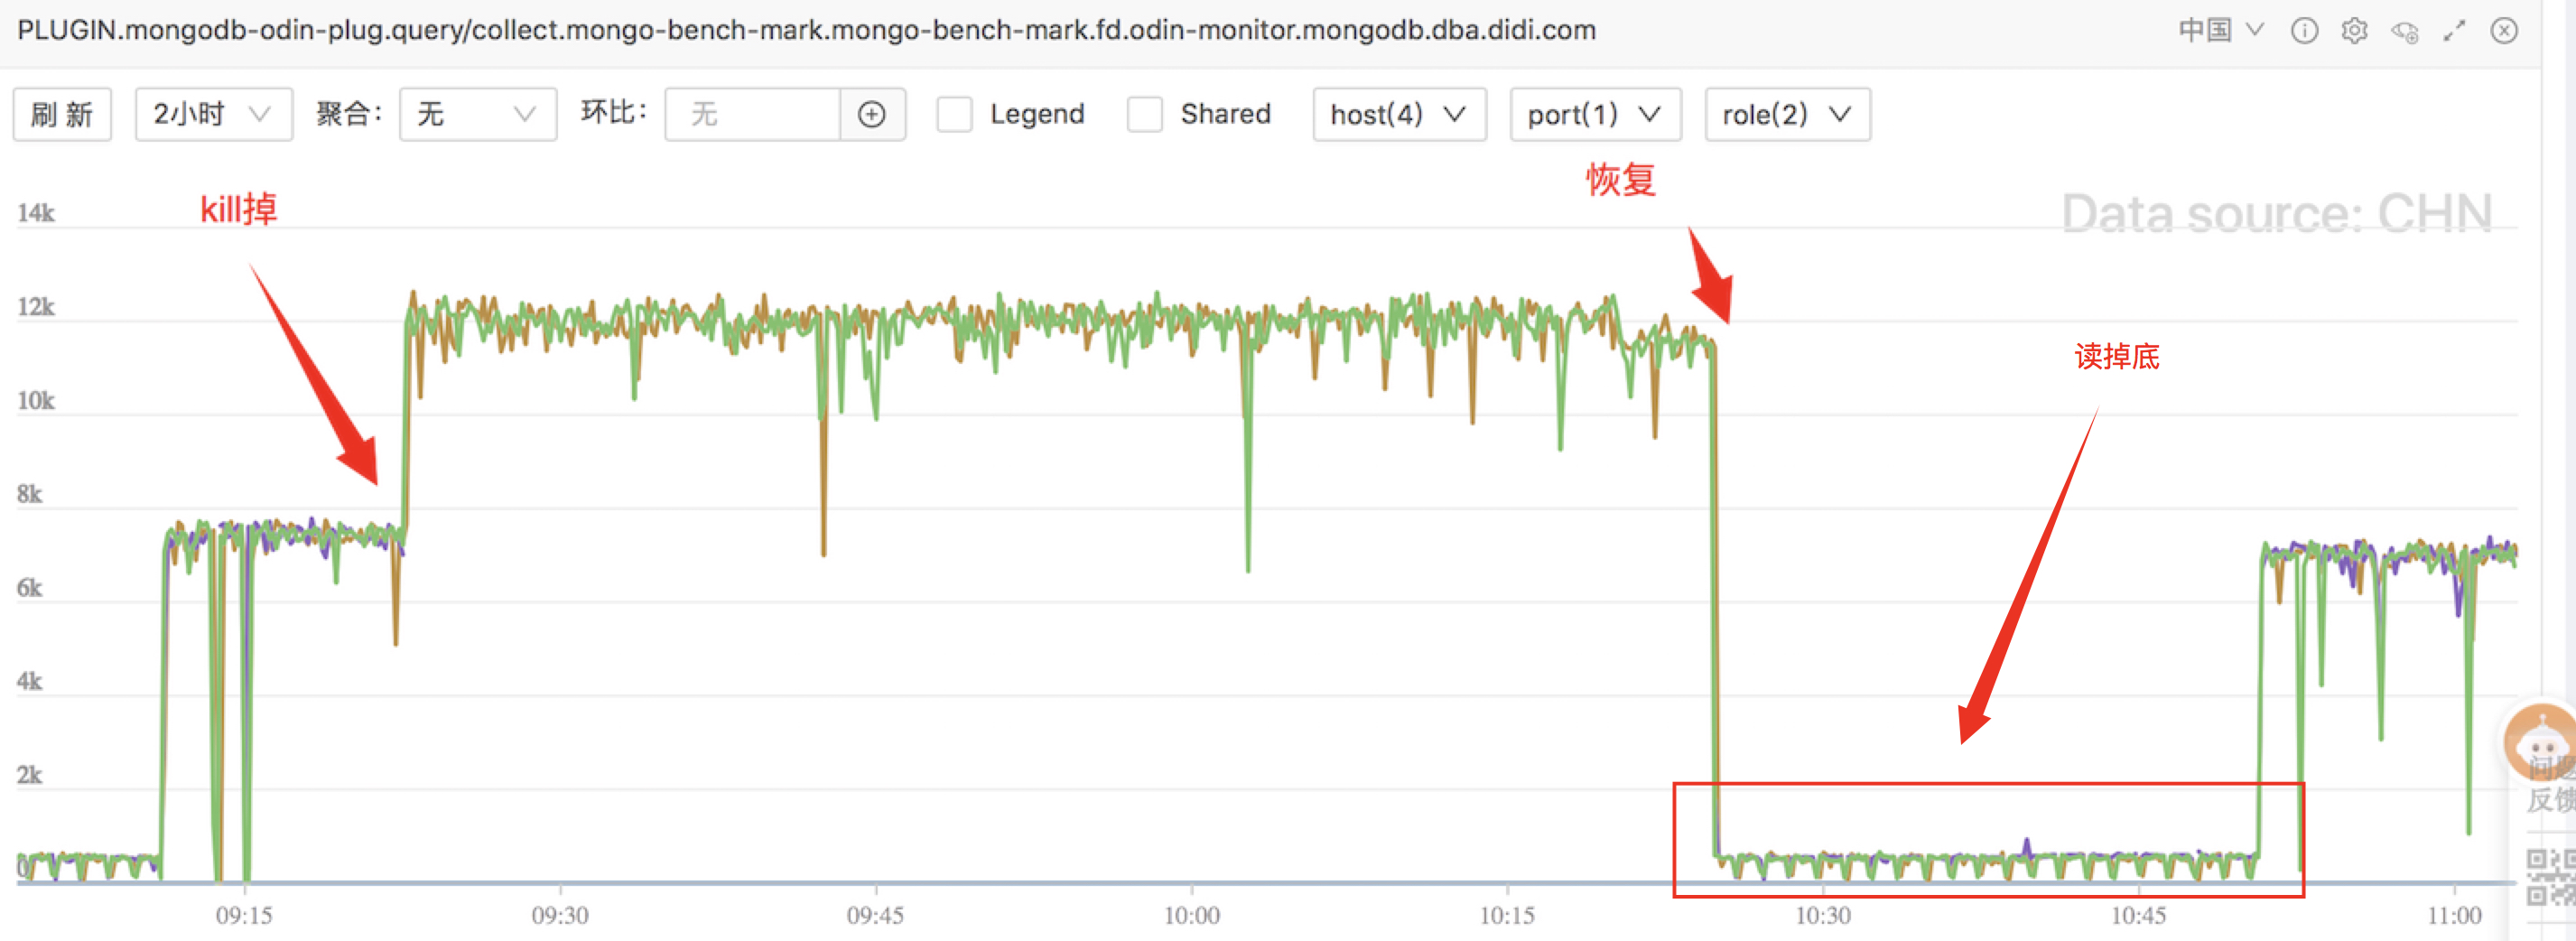 PLUGIN.mongodb-odin-plug.query/collect.mongo-bench-mark.mongo-bench-mark.fd.odin-monitor.mongodb.dba.didi.com 中国
刷 新 2小时 聚合: 无 环比: 无 Legend Shared host(4) port(1) role(2)
恢复
kill掉
Data source: CHN
14k
12k
读掉底
10k
8k
6k
4k
2k
问题
反馈
0
09:15 09:30 09:45 10:00 10:15 10:30 10:45 11:00